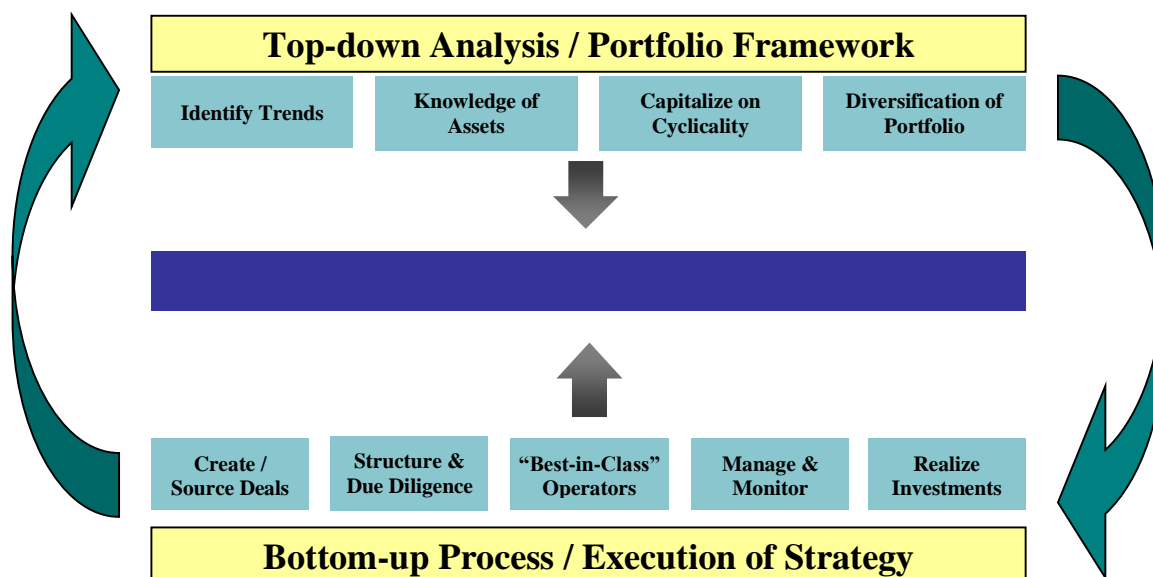 Top-down Analysis / Portfolio Framework
Identify Trends
Knowledge of
Assets
Capitalize on
Cyclicality
Diversification of
Portfolio
Create /
Source Deals
Structure &
Due Diligence
“Best-in-Class”
Operators
Manage &
Monitor
Realize
Investments
Bottom-up Process / Execution of Strategy